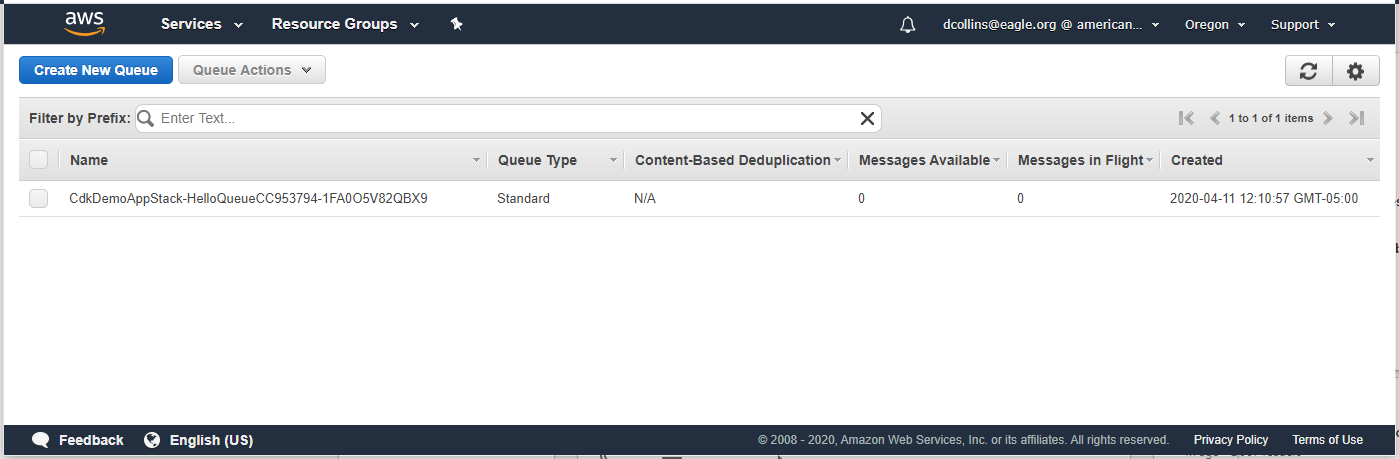 aws Services Resource Groups dcollins@eagle.org @ american... Oregon Support
Create New Queue Queue Actions
Filter by Prefix: Enter Text... 1 to 1 of 1 items
Name Queue Type Content-Based Deduplication Messages Available Messages in Flight Created
CdkDemoAppStack-HelloQueueCC953794-1FA0O5V82QBX9 Standard N/A 0 0 2020-04-11 12:10:57 GMT-05:00
Feedback English (US) © 2008 - 2020, Amazon Web Services, Inc. or its affiliates. All rights reserved. Privacy Policy Terms of Use